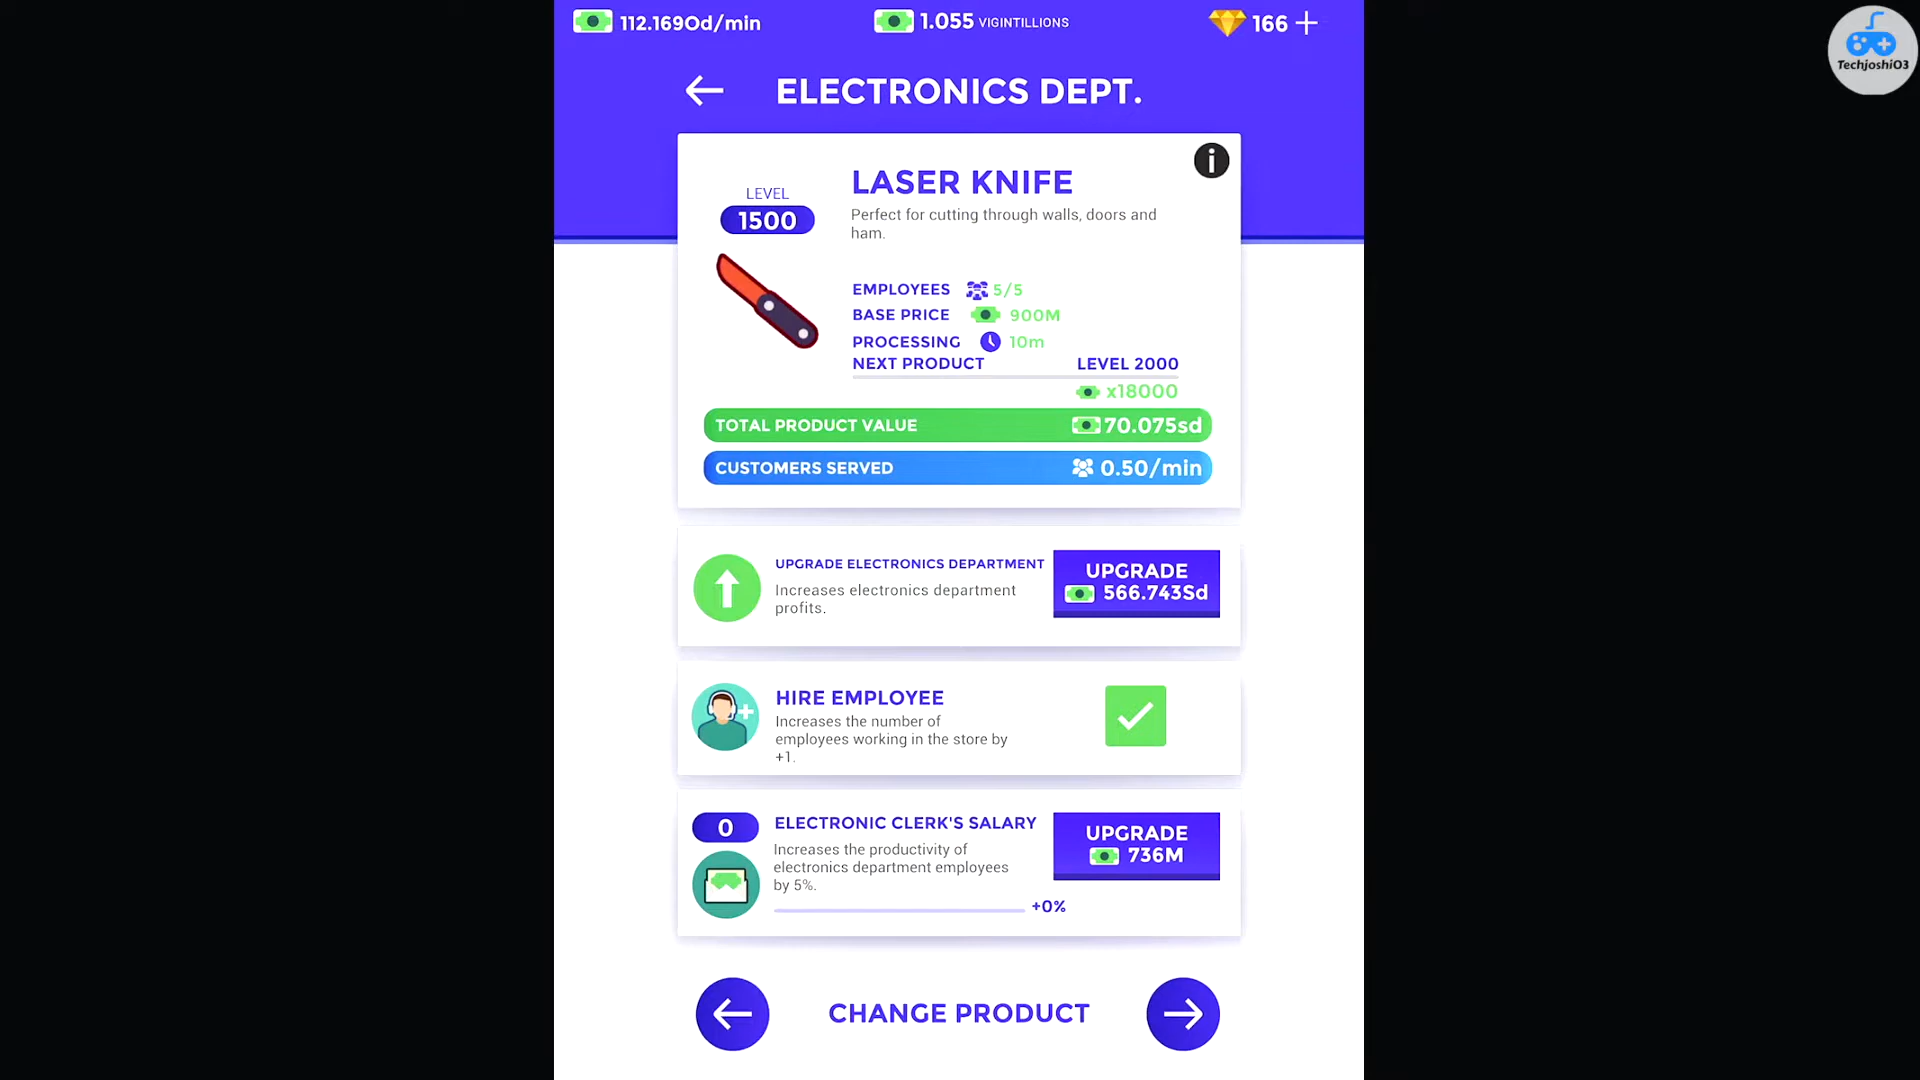 112.169Od/min
1.055 VIGINTILLIONS
166
TechjoshiO3
ELECTRONICS DEPT.
i
LEVEL
1500
LASER KNIFE
Perfect for cutting through walls, doors and
ham.
EMPLOYEES 5/5
BASE PRICE 900M
PROCESSING 10m
NEXT PRODUCT LEVEL 2000
x18000
TOTAL PRODUCT VALUE 70.075sd
CUSTOMERS SERVED 0.50/min
UPGRADE ELECTRONICS DEPARTMENT
Increases electronics department
profits.
UPGRADE
566.743Sd
HIRE EMPLOYEE
Increases the number of
employees working in the store by
+1.
0
ELECTRONIC CLERK'S SALARY
Increases the productivity of
electronics department employees
by 5%.
+0%
UPGRADE
736M
CHANGE PRODUCT